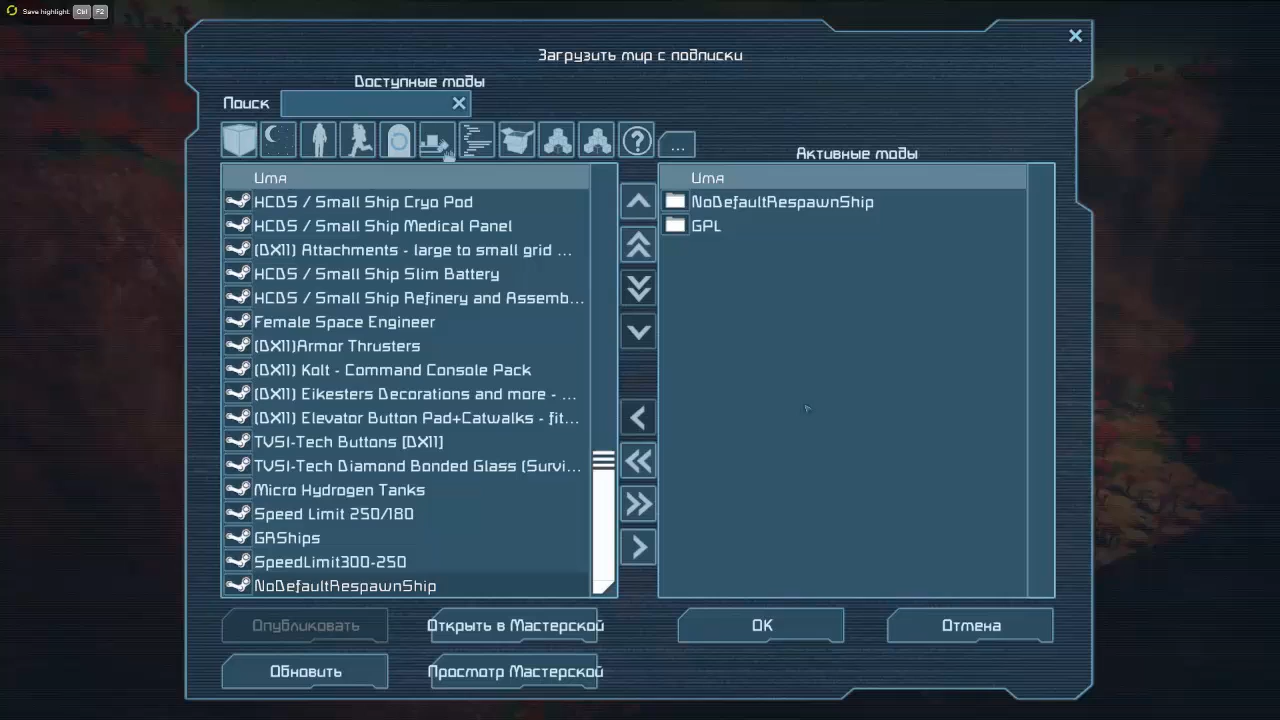 Save highlight: Ctrl F2
Загрузить мир с подписки
Доступные моды
Поиск
...
Имя
HCDS / Small Ship Cryo Pod
HCDS / Small Ship Medical Panel
(DX11) Attachments - large to small grid ...
HCDS / Small Ship Slim Battery
HCDS / Small Ship Refinery and Assemb...
Female Space Engineer
(DX11)Armor Thrusters
(DX11) Kolt - Command Console Pack
(DX11) Eikesters Decorations and more - ...
(DX11) Elevator Button Pad+Catwalks - fit...
TVSI-Tech Buttons [DX11]
TVSI-Tech Diamond Bonded Glass (Survi...
Micro Hydrogen Tanks
Speed Limit 250/180
GRShips
SpeedLimit300-250
NoDefaultRespawnShip
Активные моды
Имя
NoDefaultRespawnShip
GPL
Опубликовать
Открыть в Мастерской
OK
Отмена
Обновить
Просмотр Мастерской